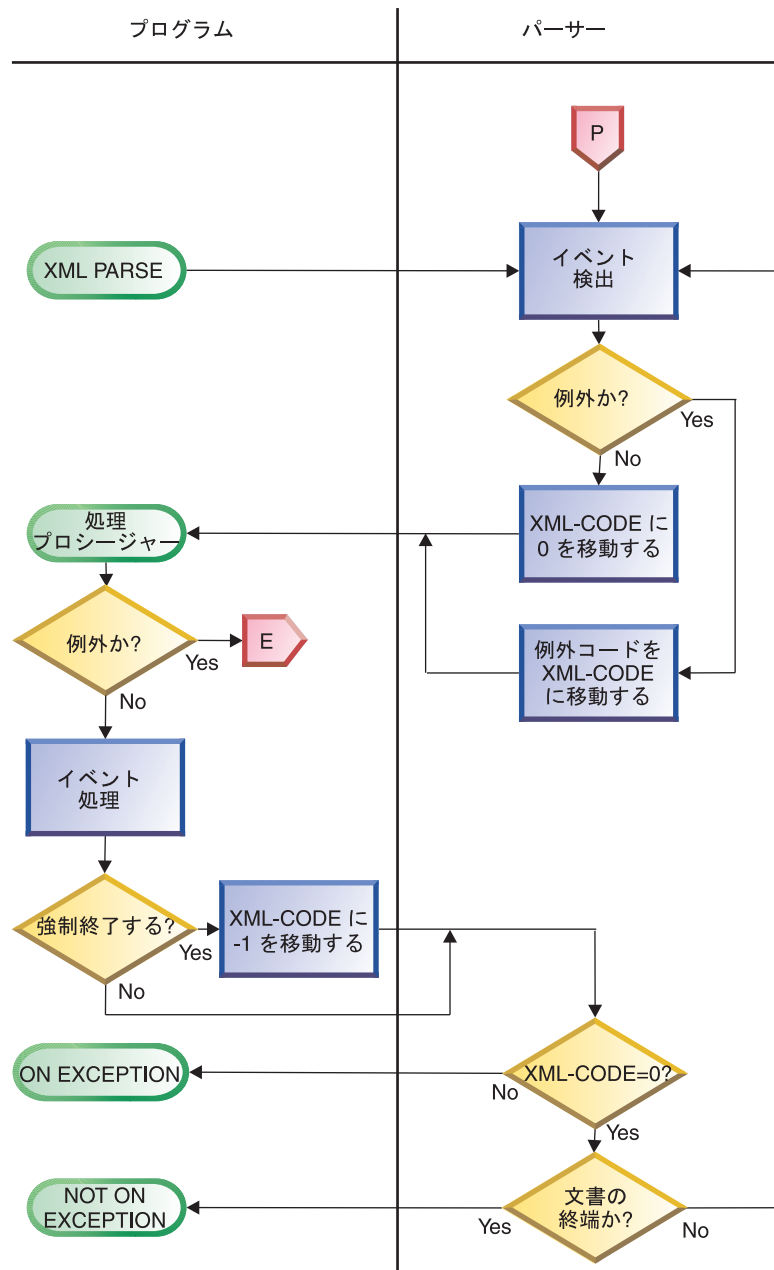 プログラム
パーサー
P
XML PARSE
イベント
検出
例外か?
Yes
No
処理
プロシージャー
XML-CODE に
0 を移動する
例外か?
Yes
E
No
例外コードを
XML-CODE
に移動する
イベント
処理
強制終了する?
Yes
XML-CODE に
-1 を移動する
No
ON EXCEPTION
XML-CODE=0?
No
Yes
NOT ON
EXCEPTION
文書の
終端か?
Yes
No